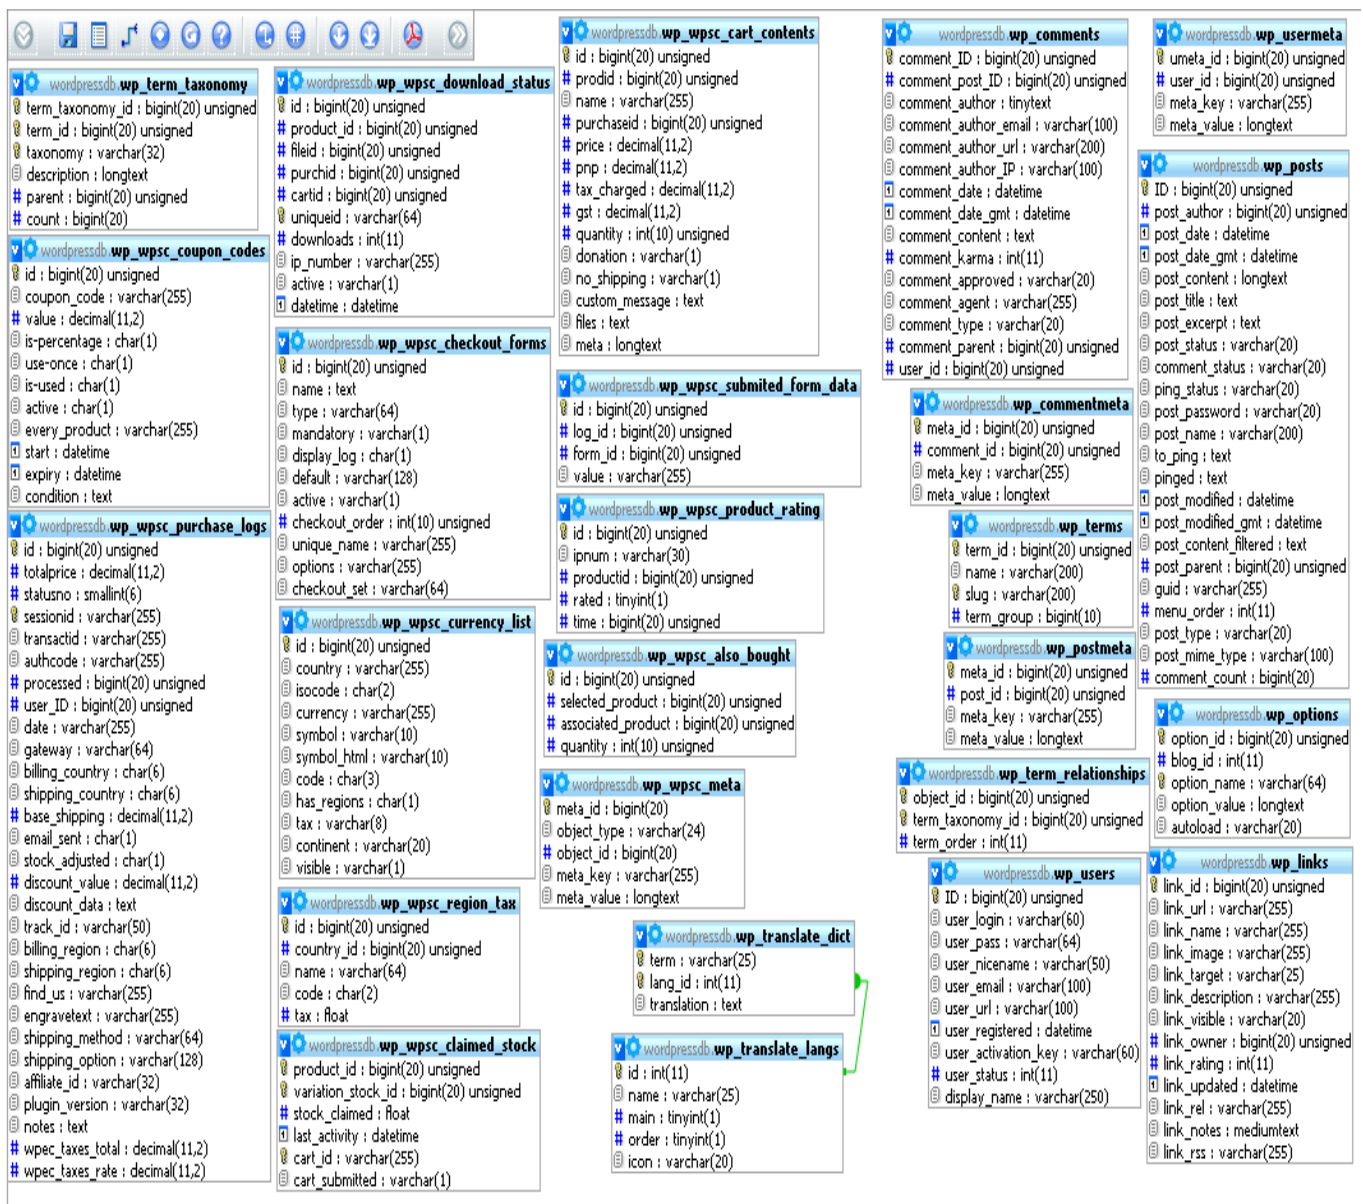 wordpressdb.wp_term_taxonomy
term_taxonomy_id : bigint(20) unsigned
term_id : bigint(20) unsigned
taxonomy : varchar(32)
description : longtext
parent : bigint(20) unsigned
count : bigint(20)
wordpressdb.wp_wpsc_coupon_codes
id : bigint(20) unsigned
coupon_code : varchar(255)
value : decimal(11,2)
is-percentage : char(1)
use-once : char(1)
is-used : char(1)
active : char(1)
every_product : varchar(255)
start : datetime
expiry : datetime
condition : text
wordpressdb.wp_wpsc_purchase_logs
id : bigint(20) unsigned
totalprice : decimal(11,2)
statusno : smallint(6)
sessionid : varchar(255)
transactid : varchar(255)
authcode : varchar(255)
processed : bigint(20) unsigned
user_ID : bigint(20) unsigned
date : varchar(255)
gateway : varchar(64)
billing_country : char(6)
shipping_country : char(6)
base_shipping : decimal(11,2)
email_sent : char(1)
stock_adjusted : char(1)
discount_value : decimal(11,2)
discount_data : text
track_id : varchar(50)
billing_region : char(6)
shipping_region : char(6)
find_us : varchar(255)
engravetext : varchar(255)
shipping_method : varchar(64)
shipping_option : varchar(128)
affiliate_id : varchar(32)
plugin_version : varchar(32)
notes : text
wpec_taxes_total : decimal(11,2)
wpec_taxes_rate : decimal(11,2)
wordpressdb.wp_wpsc_download_status
id : bigint(20) unsigned
product_id : bigint(20) unsigned
fileid : bigint(20) unsigned
purchid : bigint(20) unsigned
cartid : bigint(20) unsigned
uniqueid : varchar(64)
downloads : int(11)
ip_number : varchar(255)
active : varchar(1)
datetime : datetime
wordpressdb.wp_wpsc_checkout_forms
id : bigint(20) unsigned
name : text
type : varchar(64)
mandatory : varchar(1)
display_log : char(1)
default : varchar(128)
active : varchar(1)
checkout_order : int(10) unsigned
unique_name : varchar(255)
options : varchar(255)
checkout_set : varchar(64)
wordpressdb.wp_wpsc_currency_list
id : bigint(20) unsigned
country : varchar(255)
isocode : char(2)
currency : varchar(255)
symbol : varchar(10)
symbol_html : varchar(10)
code : char(3)
has_regions : char(1)
tax : varchar(8)
continent : varchar(20)
visible : varchar(1)
wordpressdb.wp_wpsc_region_tax
id : bigint(20) unsigned
country_id : bigint(20) unsigned
name : varchar(64)
code : char(2)
tax : float
wordpressdb.wp_wpsc_claimed_stock
product_id : bigint(20) unsigned
variation_stock_id : bigint(20) unsigned
stock_claimed : float
last_activity : datetime
cart_id : varchar(255)
cart_submitted : varchar(1)
wordpressdb.wp_wpsc_cart_contents
id : bigint(20) unsigned
prodid : bigint(20) unsigned
name : varchar(255)
purchaseid : bigint(20) unsigned
price : decimal(11,2)
pnp : decimal(11,2)
tax_charged : decimal(11,2)
gst : decimal(11,2)
quantity : int(10) unsigned
donation : varchar(1)
no_shipping : varchar(1)
custom_message : text
files : text
meta : longtext
wordpressdb.wp_wpsc_submited_form_data
id : bigint(20) unsigned
log_id : bigint(20) unsigned
form_id : bigint(20) unsigned
value : varchar(255)
wordpressdb.wp_wpsc_product_rating
id : bigint(20) unsigned
ipnum : varchar(30)
productid : bigint(20) unsigned
rated : tinyint(1)
time : bigint(20) unsigned
wordpressdb.wp_wpsc_also_bought
id : bigint(20) unsigned
selected_product : bigint(20) unsigned
associated_product : bigint(20) unsigned
quantity : int(10) unsigned
wordpressdb.wp_wpsc_meta
meta_id : bigint(20)
object_type : varchar(24)
object_id : bigint(20)
meta_key : varchar(255)
meta_value : longtext
wordpressdb.wp_translate_dict
term : varchar(25)
lang_id : int(11)
translation : text
wordpressdb.wp_translate_langs
id : int(11)
name : varchar(25)
main : tinyint(1)
order : tinyint(1)
icon : varchar(20)
wordpressdb.wp_comments
comment_ID : bigint(20) unsigned
comment_post_ID : bigint(20) unsigned
comment_author : tinytext
comment_author_email : varchar(100)
comment_author_url : varchar(200)
comment_author_IP : varchar(100)
comment_date : datetime
comment_date_gmt : datetime
comment_content : text
comment_karma : int(11)
comment_approved : varchar(20)
comment_agent : varchar(255)
comment_type : varchar(20)
comment_parent : bigint(20) unsigned
user_id : bigint(20) unsigned
wordpressdb.wp_commentmeta
meta_id : bigint(20) unsigned
comment_id : bigint(20) unsigned
meta_key : varchar(255)
meta_value : longtext
wordpressdb.wp_terms
term_id : bigint(20) unsigned
name : varchar(200)
slug : varchar(200)
term_group : bigint(10)
wordpressdb.wp_postmeta
meta_id : bigint(20) unsigned
post_id : bigint(20) unsigned
meta_key : varchar(255)
meta_value : longtext
wordpressdb.wp_term_relationships
object_id : bigint(20) unsigned
term_taxonomy_id : bigint(20) unsigned
term_order : int(11)
wordpressdb.wp_users
ID : bigint(20) unsigned
user_login : varchar(60)
user_pass : varchar(64)
user_nicename : varchar(50)
user_email : varchar(100)
user_url : varchar(100)
user_registered : datetime
user_activation_key : varchar(60)
user_status : int(11)
display_name : varchar(250)
wordpressdb.wp_usermeta
umeta_id : bigint(20) unsigned
user_id : bigint(20) unsigned
meta_key : varchar(255)
meta_value : longtext
wordpressdb.wp_posts
ID : bigint(20) unsigned
post_author : bigint(20) unsigned
post_date : datetime
post_date_gmt : datetime
post_content : longtext
post_title : text
post_excerpt : text
post_status : varchar(20)
comment_status : varchar(20)
ping_status : varchar(20)
post_password : varchar(20)
post_name : varchar(200)
to_ping : text
pinged : text
post_modified : datetime
post_modified_gmt : datetime
post_content_filtered : text
post_parent : bigint(20) unsigned
guid : varchar(255)
menu_order : int(11)
post_type : varchar(20)
post_mime_type : varchar(100)
comment_count : bigint(20)
wordpressdb.wp_options
option_id : bigint(20) unsigned
blog_id : int(11)
option_name : varchar(64)
option_value : longtext
autoload : varchar(20)
wordpressdb.wp_links
link_id : bigint(20) unsigned
link_url : varchar(255)
link_name : varchar(255)
link_image : varchar(255)
link_target : varchar(25)
link_description : varchar(255)
link_visible : varchar(20)
link_owner : bigint(20) unsigned
link_rating : int(11)
link_updated : datetime
link_rel : varchar(255)
link_notes : mediumtext
link_rss : varchar(255)